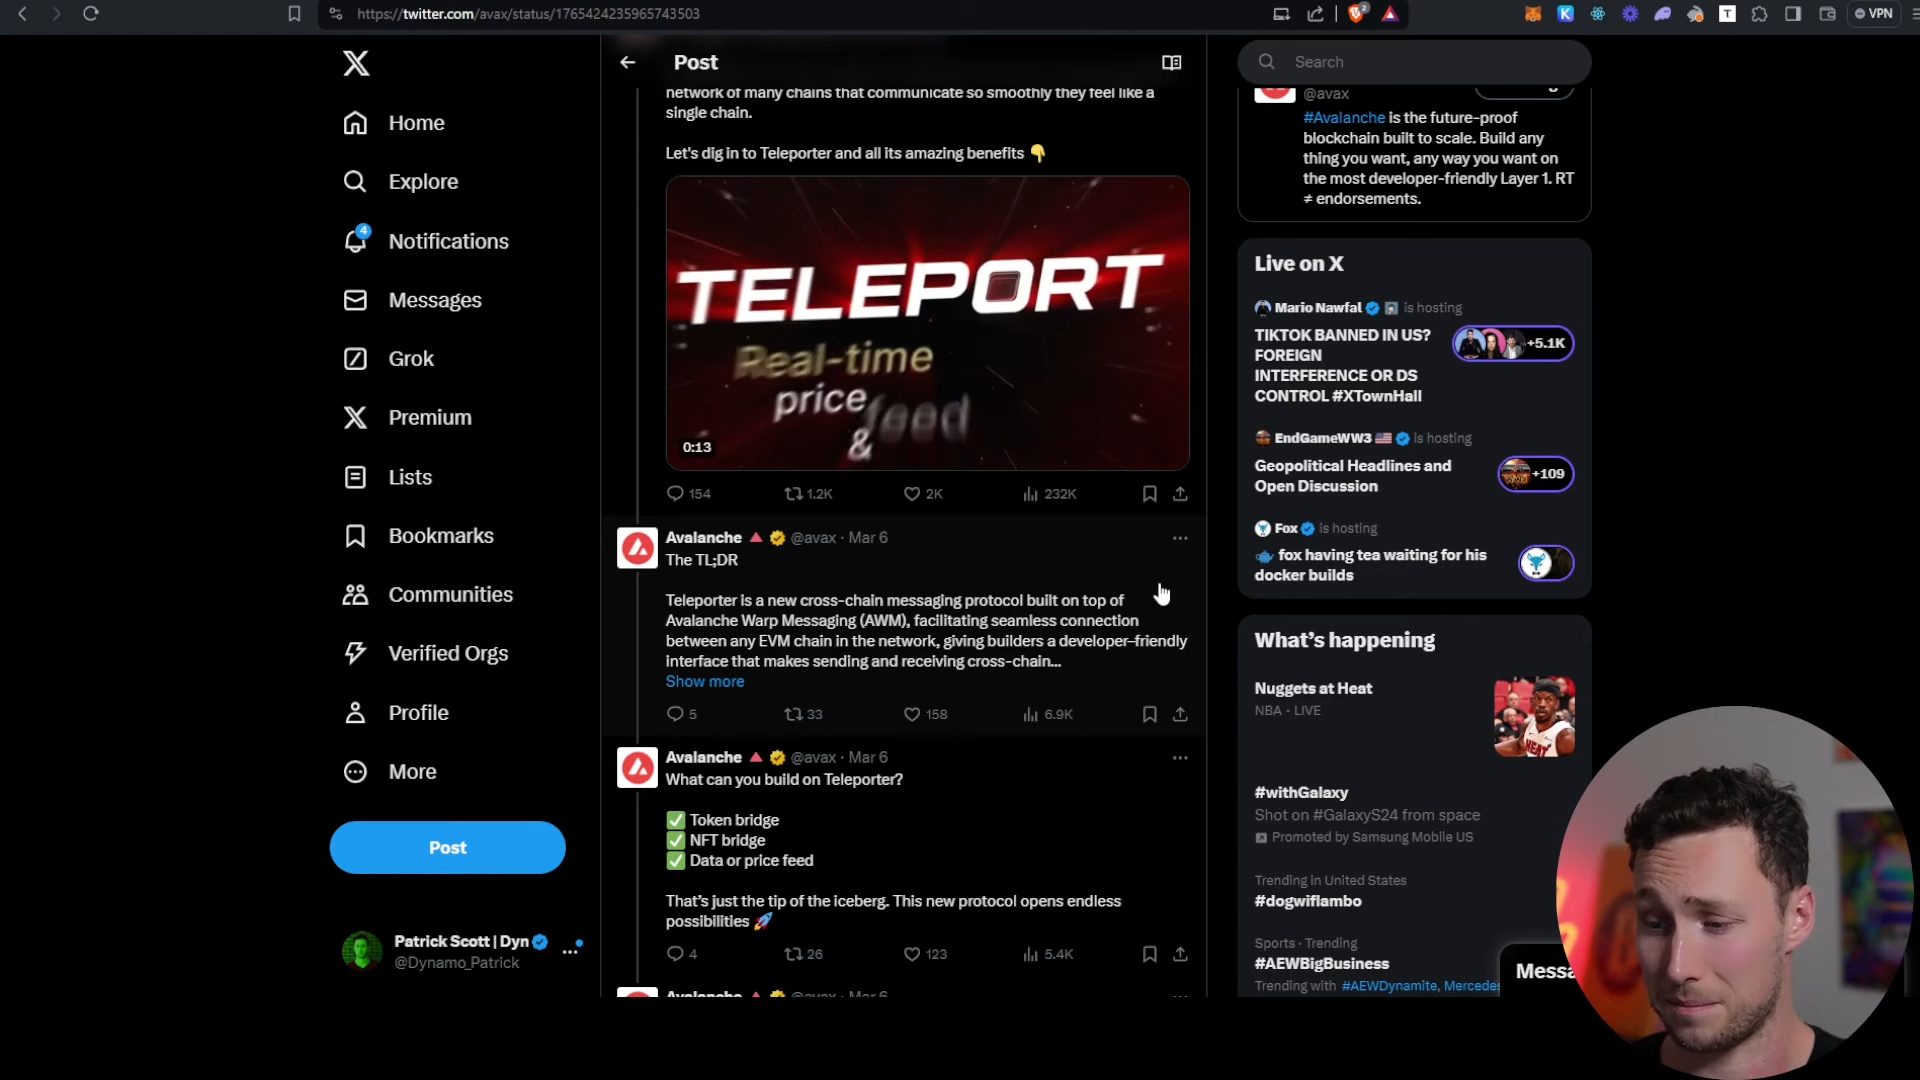 https://twitter.com/avax/status/1765424235965743503
2
VPN
Home
Explore
4
Notifications
Messages
Grok
Premium
Lists
Bookmarks
Communities
Verified Orgs
Profile
More
Post
Patrick Scott | Dyn
@Dynamo_Patrick
Post
network of many chains that communicate so smoothly they feel like a
single chain.
Let's dig in to Teleporter and all its amazing benefits 👇
TELEPORT
Real-time
price feed
&
0:13
154 1.2K 2K 232K
Avalanche 🔺 @avax · Mar 6
The TL;DR
Teleporter is a new cross-chain messaging protocol built on top of
Avalanche Warp Messaging (AWM), facilitating seamless connection
between any EVM chain in the network, giving builders a developer-friendly
interface that makes sending and receiving cross-chain...
Show more
5 33 158 6.9K
Avalanche 🔺 @avax · Mar 6
What can you build on Teleporter?
✅ Token bridge
✅ NFT bridge
✅ Data or price feed
That's just the tip of the iceberg. This new protocol opens endless
possibilities 🚀
4 26 123 5.4K
Avalanche 🔺 @avax · Mar 6
Search
@avax
#Avalanche is the future-proof
blockchain built to scale. Build any
thing you want, any way you want on
the most developer-friendly Layer 1. RT
≠ endorsements.
Live on X
Mario Nawfal is hosting
TIKTOK BANNED IN US?
FOREIGN
INTERFERENCE OR DS
CONTROL #XTownHall
+5.1K
EndGameWW3 🇺🇸 is hosting
Geopolitical Headlines and
Open Discussion
+109
Fox is hosting
🫖 fox having tea waiting for his
docker builds
What's happening
Nuggets at Heat
NBA · LIVE
#withGalaxy
Shot on #GalaxyS24 from space
Promoted by Samsung Mobile US
Trending in United States
#dogwiflambo
Sports · Trending
#AEWBigBusiness
Trending with #AEWDynamite, Mercedes
Messa